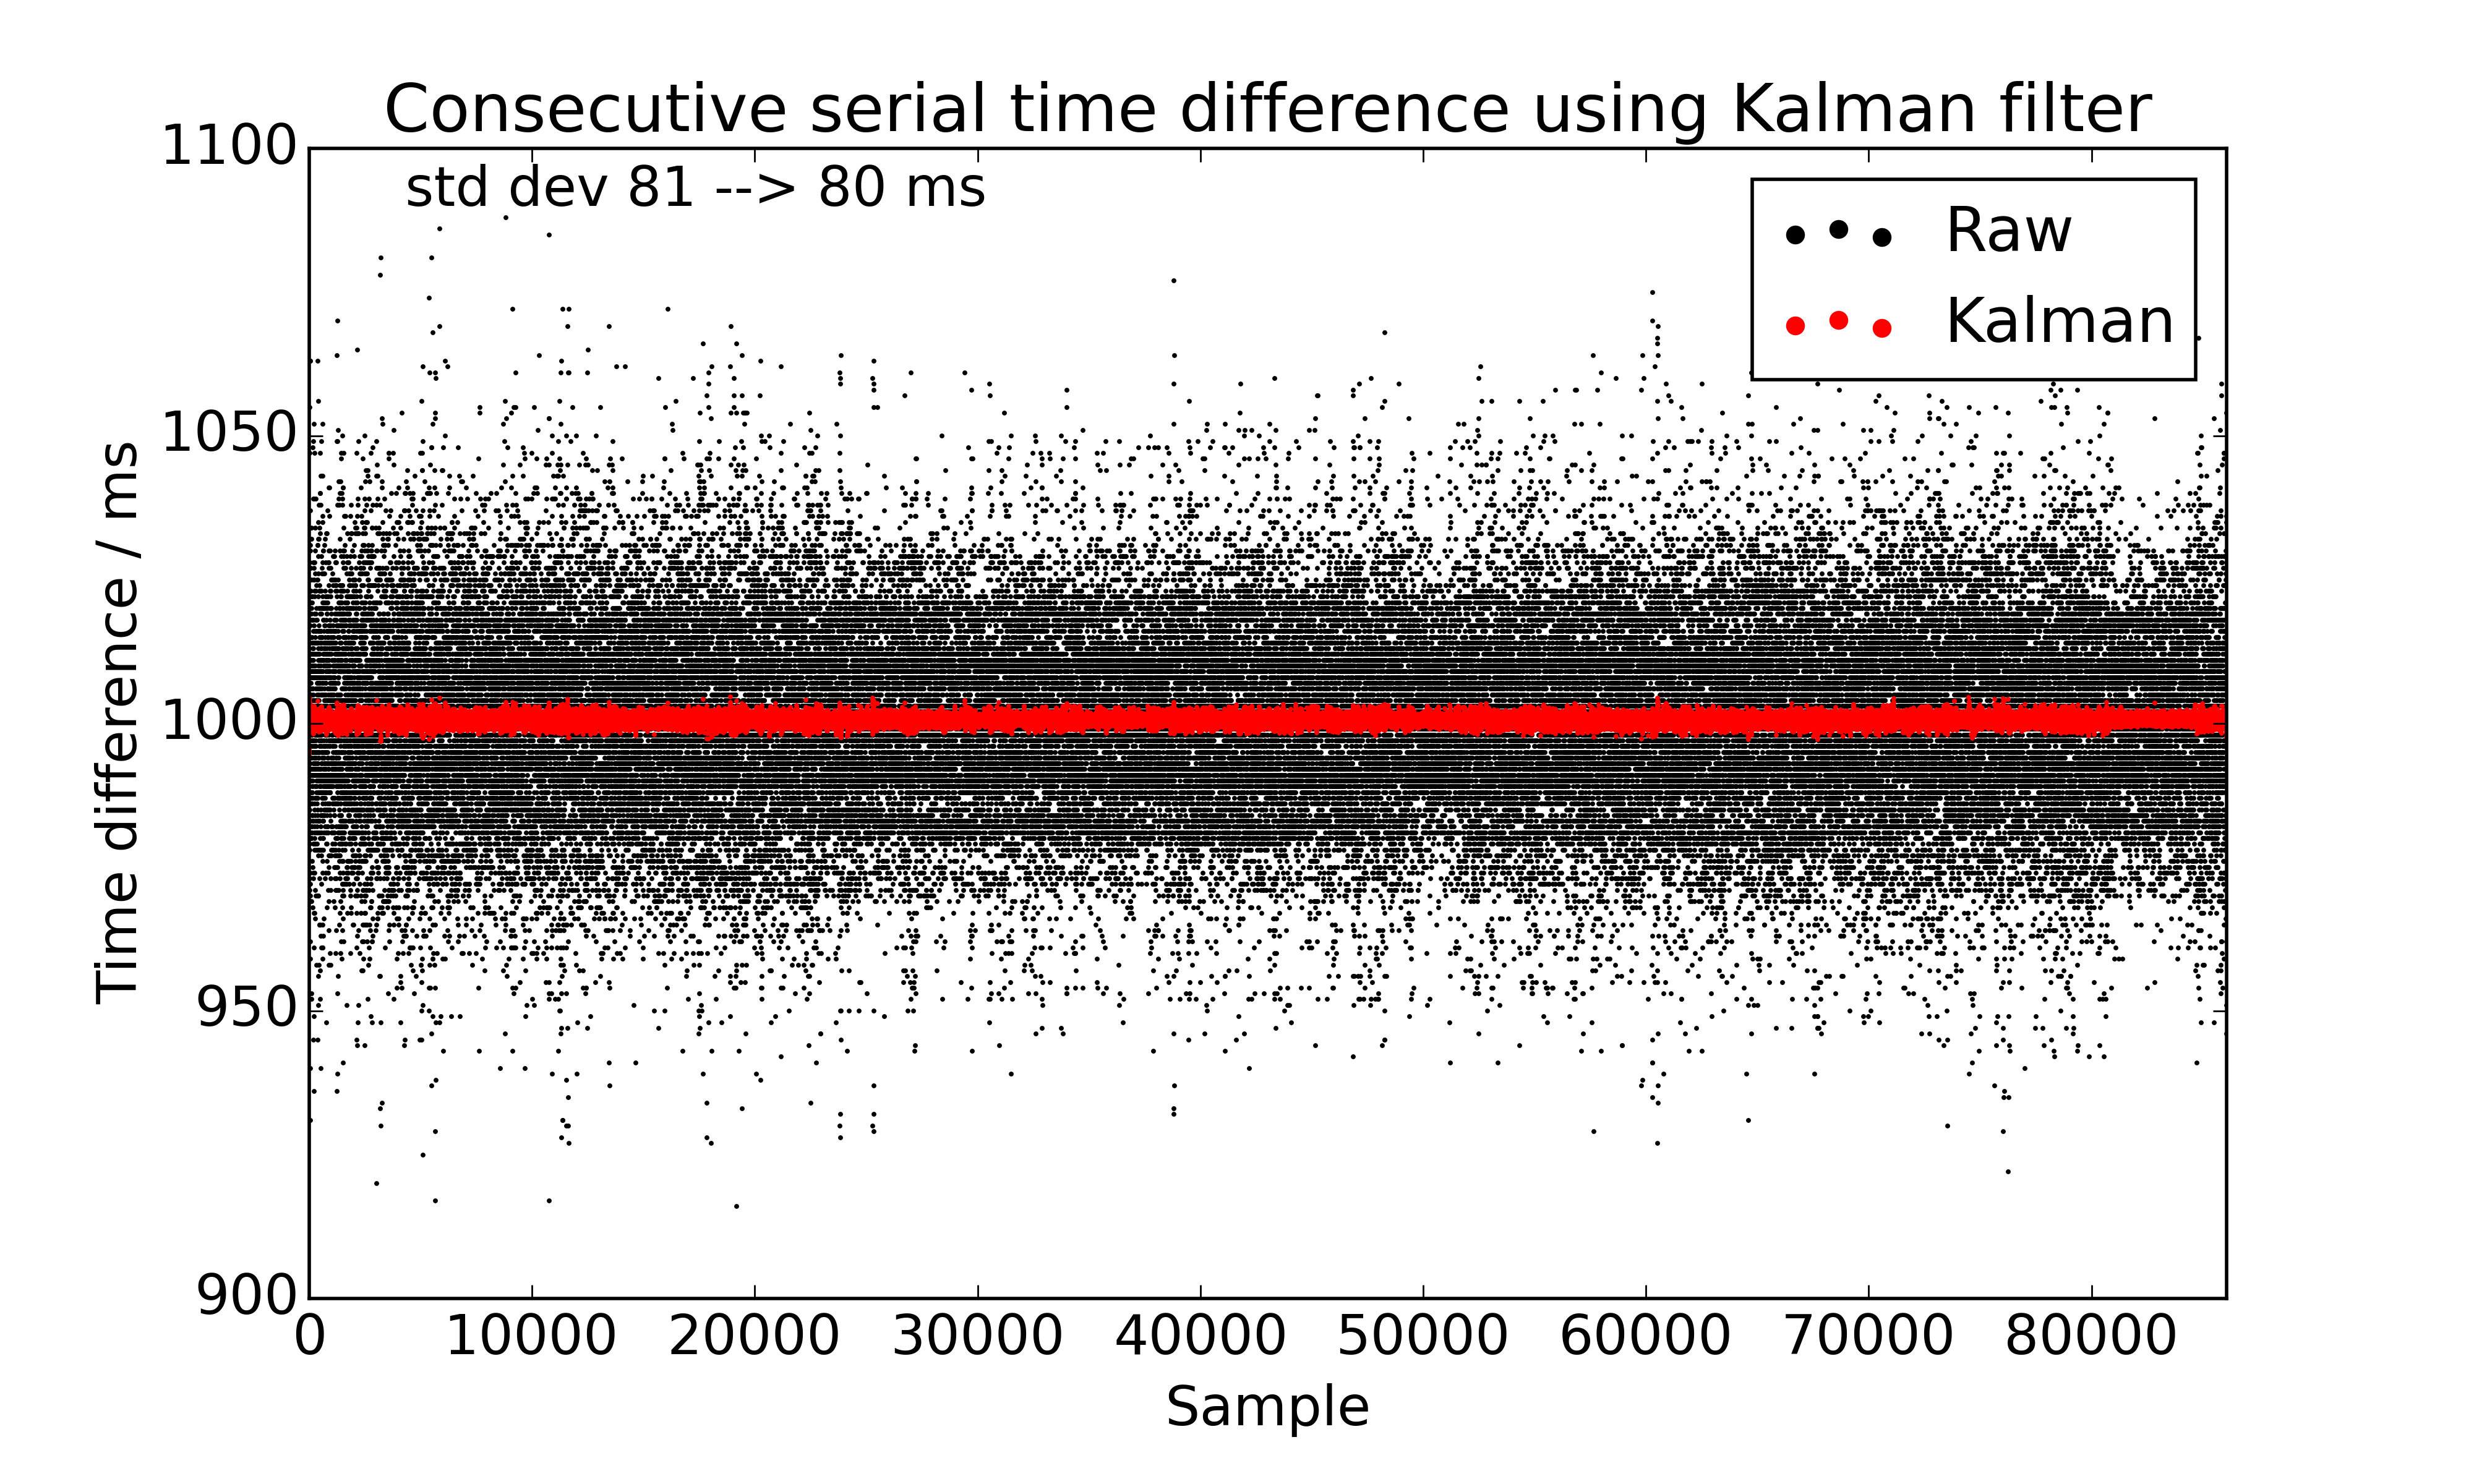 Consecutive serial time difference using Kalman filter
std dev 81 --> 80 ms
Raw
Kalman
1100
1050
1000
950
900
Time difference / ms
0 10000 20000 30000 40000 50000 60000 70000 80000
Sample